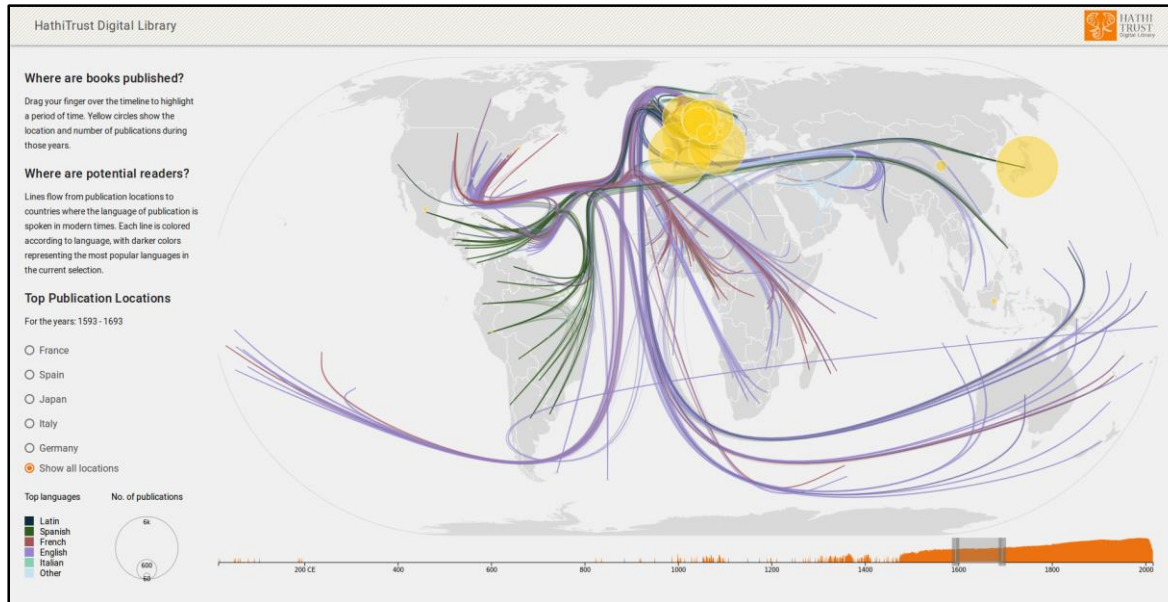 HathiTrust Digital Library
HATHI
TRUST
Digital Library
Where are books published?
Drag your finger over the timeline to highlight
a period of time. Yellow circles show the
location and number of publications during
those years.
Where are potential readers?
Lines flow from publication locations to
countries where the language of publication is
spoken in modern times. Each line is colored
according to language, with darker colors
representing the most popular languages in
the current selection.
Top Publication Locations
For the years: 1593 - 1693
France
Spain
Japan
Italy
Germany
Show all locations
Top languages
Latin
Spanish
French
English
Italian
Other
No. of publications
6k
600
60
200 CE 400 600 800 1000 1200 1400 1600 1800 2000